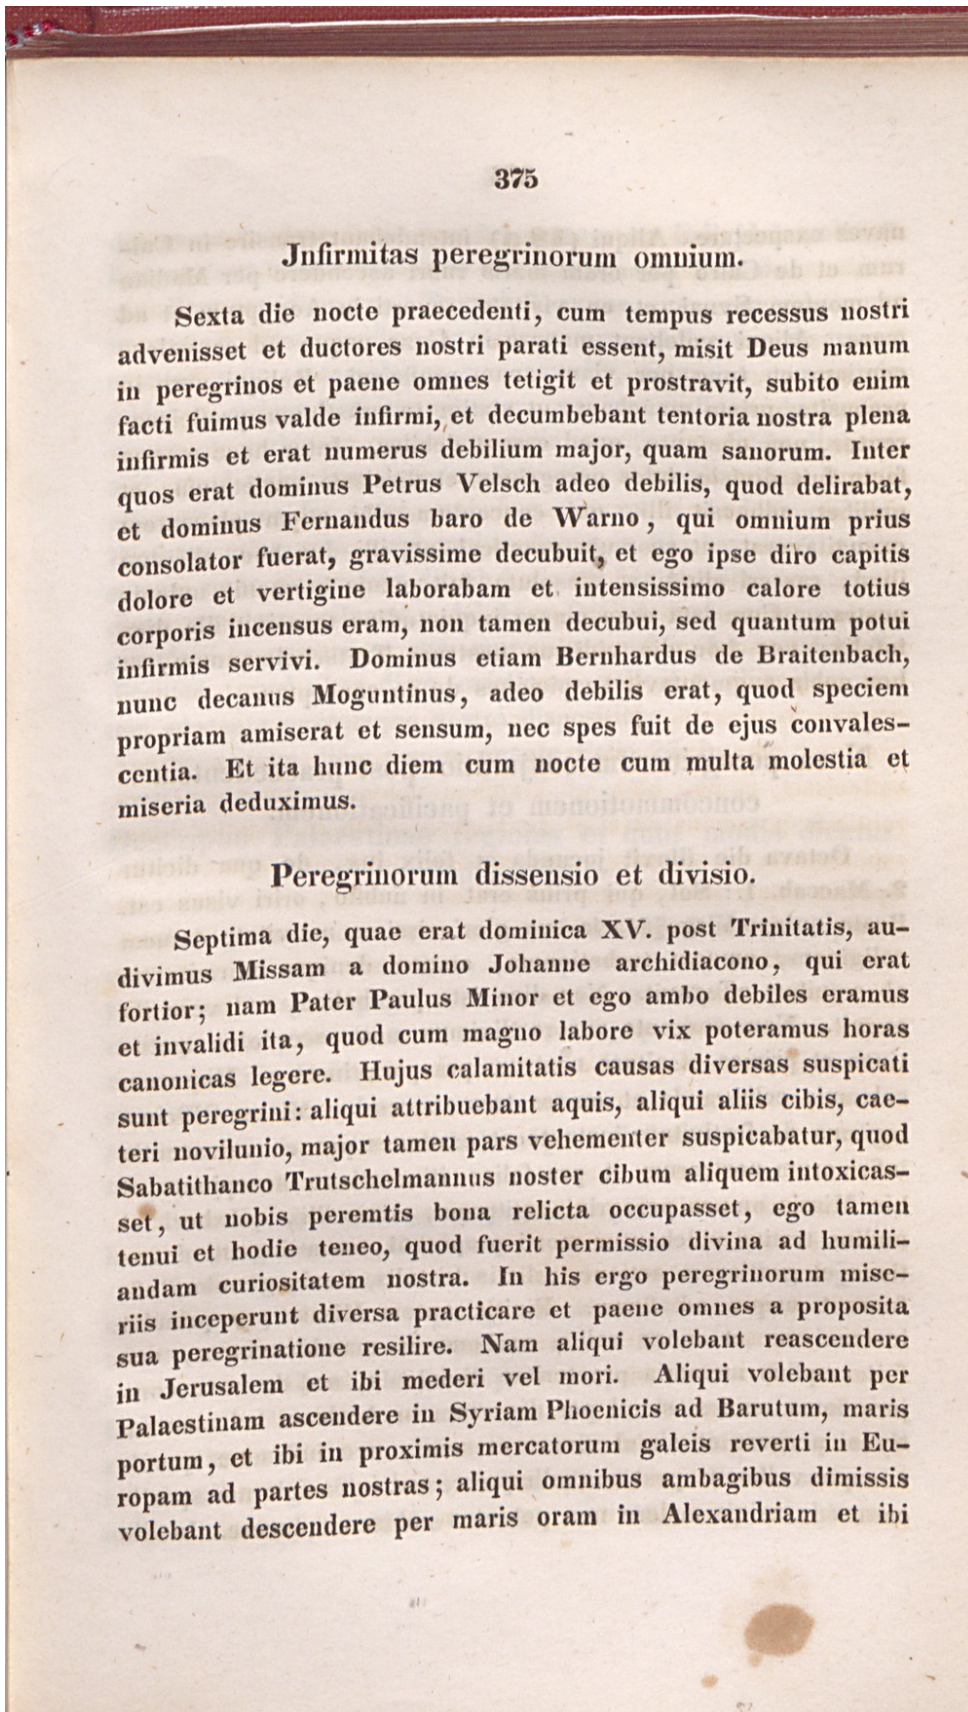 375
Jnfirmitas peregrinorum omnium.
Sexta die nocte praecedenti, cum tempus recessus nostri
advenisset et ductores nostri parati essent, misit Deus manum
in peregrinos et paene omnes tetigit et prostravit, subito enim
facti fuimus valde infirmi, et decumbebant tentoria nostra plena
infirmis et erat numerus debilium major, quam sanorum. Inter
quos erat dominus Petrus Velsch adeo debilis, quod delirabat,
et dominus Fernandus baro de Warno, qui omnium prius
consolator fuerat, gravissime decubuit, et ego ipse diro capitis
dolore et vertigine laborabam et intensissimo calore totius
corporis incensus eram, non tamen decubui, sed quantum potui
infirmis servivi. Dominus etiam Bernhardus de Braitenbach,
nunc decanus Moguntinus, adeo debilis erat, quod speciem
propriam amiserat et sensum, nec spes fuit de ejus convales-
centia. Et ita hunc diem cum nocte cum multa molestia et
miseria deduximus.
Peregrinorum dissensio et divisio.
Septima die, quae erat dominica XV. post Trinitatis, au-
divimus Missam a domino Johanne archidiacono, qui erat
fortior; nam Pater Paulus Minor et ego ambo debiles eramus
et invalidi ita, quod cum magno labore vix poteramus horas
canonicas legere. Hujus calamitatis causas diversas suspicati
sunt peregrini: aliqui attribuebant aquis, aliqui aliis cibis, cae-
teri novilunio, major tamen pars vehementer suspicabatur, quod
Sabatithanco Trutschelmannus noster cibum aliquem intoxicas-
set, ut nobis peremtis bona relicta occupasset, ego tamen
tenui et hodie teneo, quod fuerit permissio divina ad humili-
andam curiositatem nostra. In his ergo peregrinorum mise-
riis inceperunt diversa practicare et paene omnes a proposita
sua peregrinatione resilire. Nam aliqui volebant reascendere
in Jerusalem et ibi mederi vel mori. Aliqui volebant per
Palaestinam ascendere in Syriam Phoenicis ad Barutum, maris
portum, et ibi in proximis mercatorum galeis reverti in Eu-
ropam ad partes nostras; aliqui omnibus ambagibus dimissis
volebant descendere per maris oram in Alexandriam et ibi